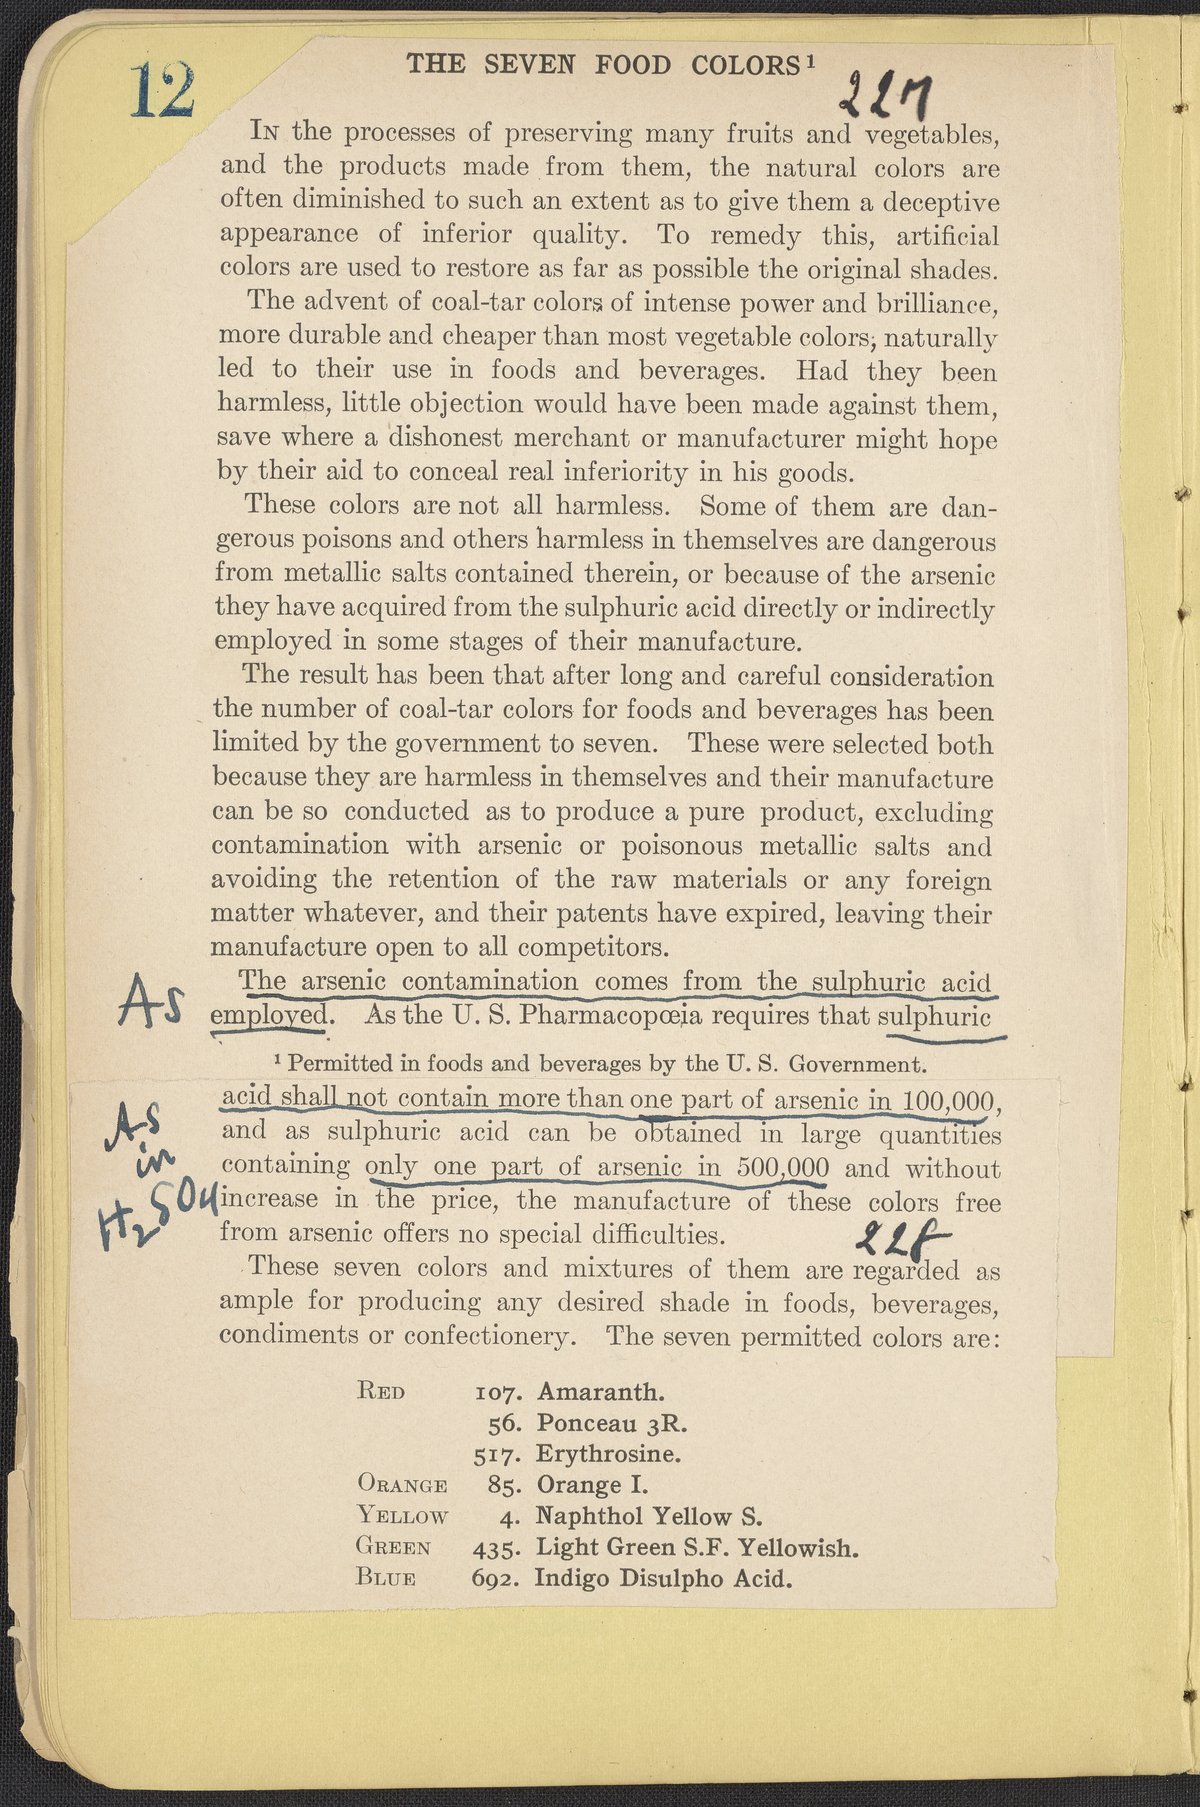 12
THE SEVEN FOOD COLORS¹
227
IN the processes of preserving many fruits and vegetables,
and the products made from them, the natural colors are
often diminished to such an extent as to give them a deceptive
appearance of inferior quality. To remedy this, artificial
colors are used to restore as far as possible the original shades.
The advent of coal-tar colors of intense power and brilliance,
more durable and cheaper than most vegetable colors, naturally
led to their use in foods and beverages. Had they been
harmless, little objection would have been made against them,
save where a dishonest merchant or manufacturer might hope
by their aid to conceal real inferiority in his goods.
These colors are not all harmless. Some of them are dan-
gerous poisons and others harmless in themselves are dangerous
from metallic salts contained therein, or because of the arsenic
they have acquired from the sulphuric acid directly or indirectly
employed in some stages of their manufacture.
The result has been that after long and careful consideration
the number of coal-tar colors for foods and beverages has been
limited by the government to seven. These were selected both
because they are harmless in themselves and their manufacture
can be so conducted as to produce a pure product, excluding
contamination with arsenic or poisonous metallic salts and
avoiding the retention of the raw materials or any foreign
matter whatever, and their patents have expired, leaving their
manufacture open to all competitors.
The arsenic contamination comes from the sulphuric acid
As
employed. As the U. S. Pharmacopœia requires that sulphuric
¹ Permitted in foods and beverages by the U. S. Government.
acid shall not contain more than one part of arsenic in 100,000,
As
and as sulphuric acid can be obtained in large quantities
in
containing only one part of arsenic in 500,000 and without
H₂SO₄
increase in the price, the manufacture of these colors free
from arsenic offers no special difficulties.
228
These seven colors and mixtures of them are regarded as
ample for producing any desired shade in foods, beverages,
condiments or confectionery. The seven permitted colors are:
RED 107. Amaranth.
56. Ponceau 3R.
517. Erythrosine.
ORANGE 85. Orange I.
YELLOW 4. Naphthol Yellow S.
GREEN 435. Light Green S.F. Yellowish.
BLUE 692. Indigo Disulpho Acid.